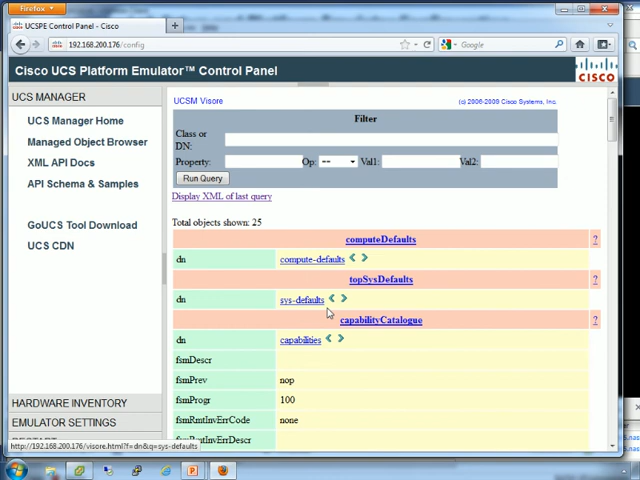 Firefox
UCSPE Control Panel - Cisco
192.168.200.176/config
Google
Cisco UCS Platform Emulator™ Control Panel
CISCO
UCS MANAGER
UCS Manager Home
Managed Object Browser
XML API Docs
API Schema & Samples
GoUCS Tool Download
UCS CDN
HARDWARE INVENTORY
EMULATOR SETTINGS
RESTART
UCSM Visore
(c) 2006-2009 Cisco Systems, Inc.
Filter
Class or DN:
Property: Op: -- Val1: Val2:
Run Query
Display XML of last query
Total objects shown: 25
computeDefaults ?
dn compute-defaults < >
topSysDefaults ?
dn sys-defaults < >
capabilityCatalogue ?
dn capabilities < >
fsmDescr
fsmPrev nop
fsmProgr 100
fsmRmtInvErrCode none
fsmRmtInvErrDescr
http://192.168.200.176/visore.html?f=dn&q=sys-defaults